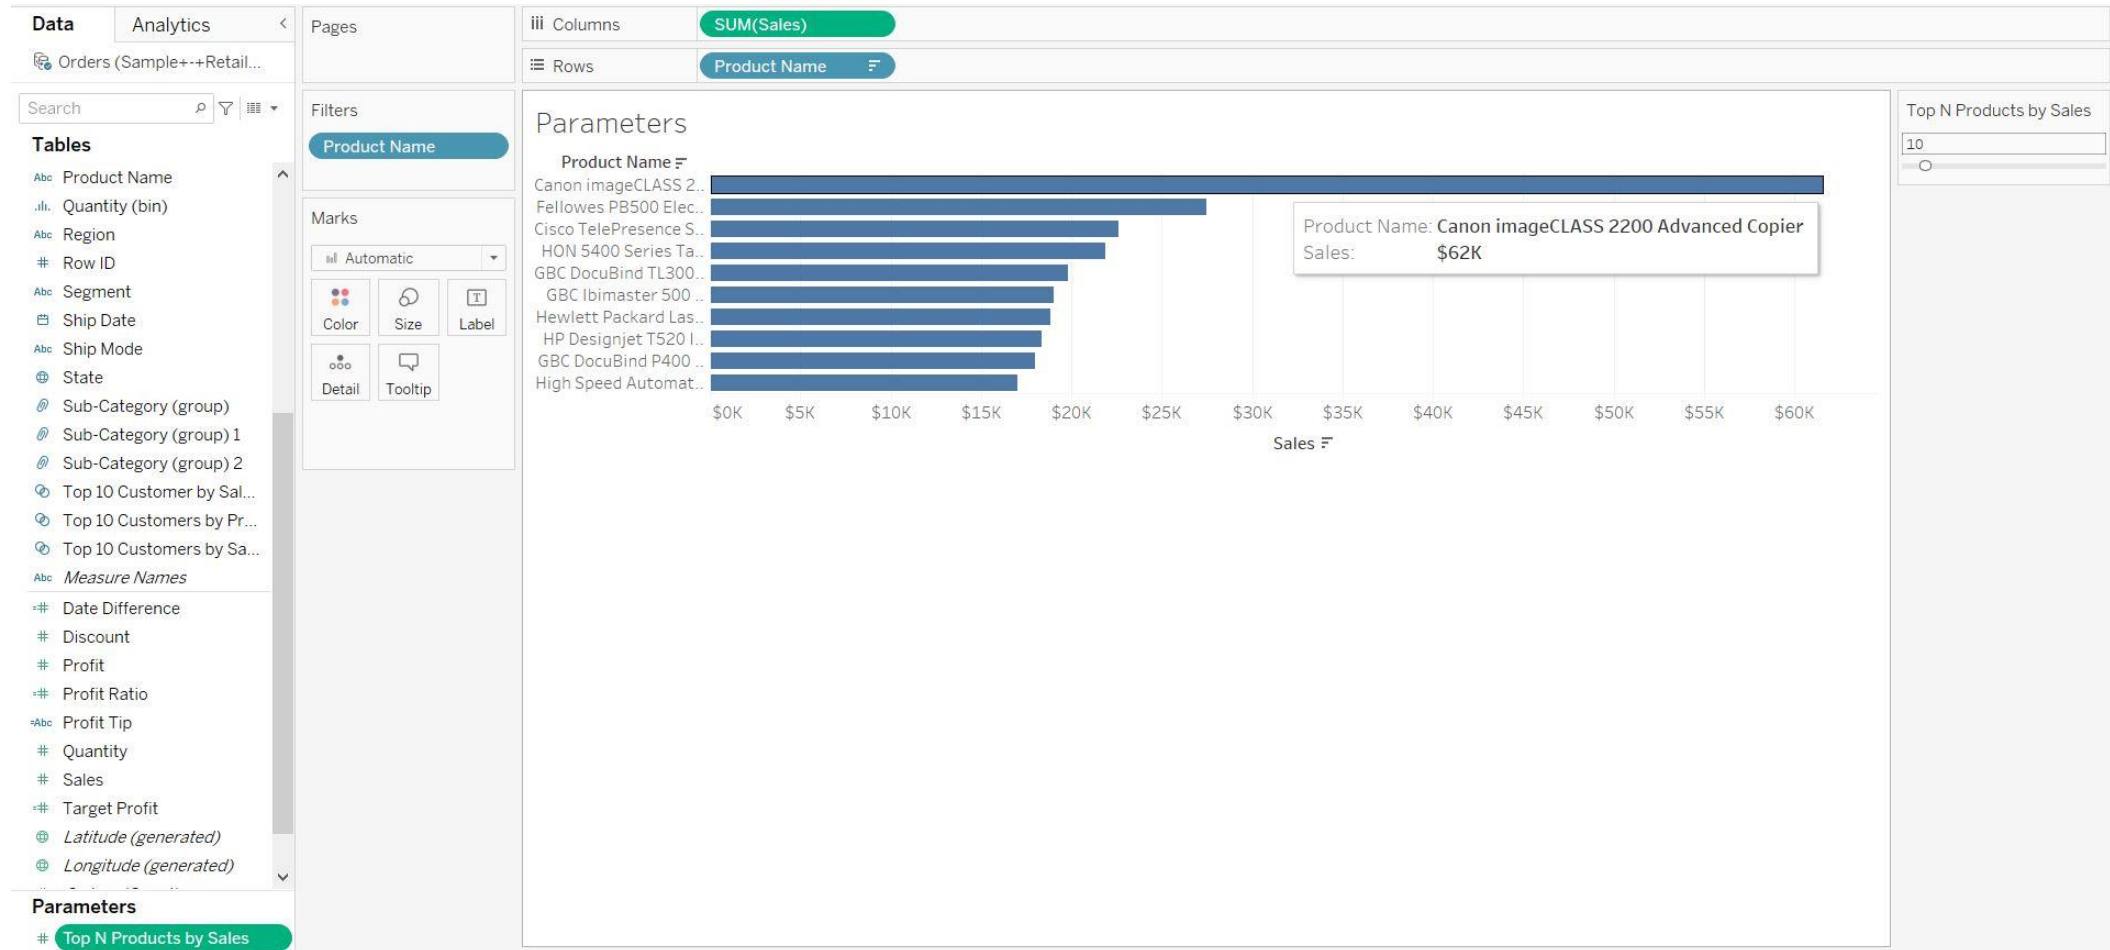 Data
Analytics
Orders (Sample+-+Retail...
Search
Tables
Abc Product Name
Quantity (bin)
Abc Region
# Row ID
Abc Segment
Ship Date
Abc Ship Mode
State
Sub-Category (group)
Sub-Category (group) 1
Sub-Category (group) 2
Top 10 Customer by Sal...
Top 10 Customers by Pr...
Top 10 Customers by Sa...
Abc Measure Names
=# Date Difference
# Discount
# Profit
=# Profit Ratio
=Abc Profit Tip
# Quantity
# Sales
=# Target Profit
Latitude (generated)
Longitude (generated)
Parameters
# Top N Products by Sales
Pages
Filters
Product Name
Marks
Automatic
Color Size Label
T
Detail Tooltip
iii Columns SUM(Sales)
Rows Product Name
Parameters
Product Name
Canon imageCLASS 2..
Fellowes PB500 Elec..
Cisco TelePresence S..
HON 5400 Series Ta..
GBC DocuBind TL300..
GBC Ibimaster 500 ..
Hewlett Packard Las..
HP Designjet T520 I..
GBC DocuBind P400 ..
High Speed Automat..
Product Name: Canon imageCLASS 2200 Advanced Copier
Sales: $62K
$0K $5K $10K $15K $20K $25K $30K $35K $40K $45K $50K $55K $60K
Sales
Top N Products by Sales
10